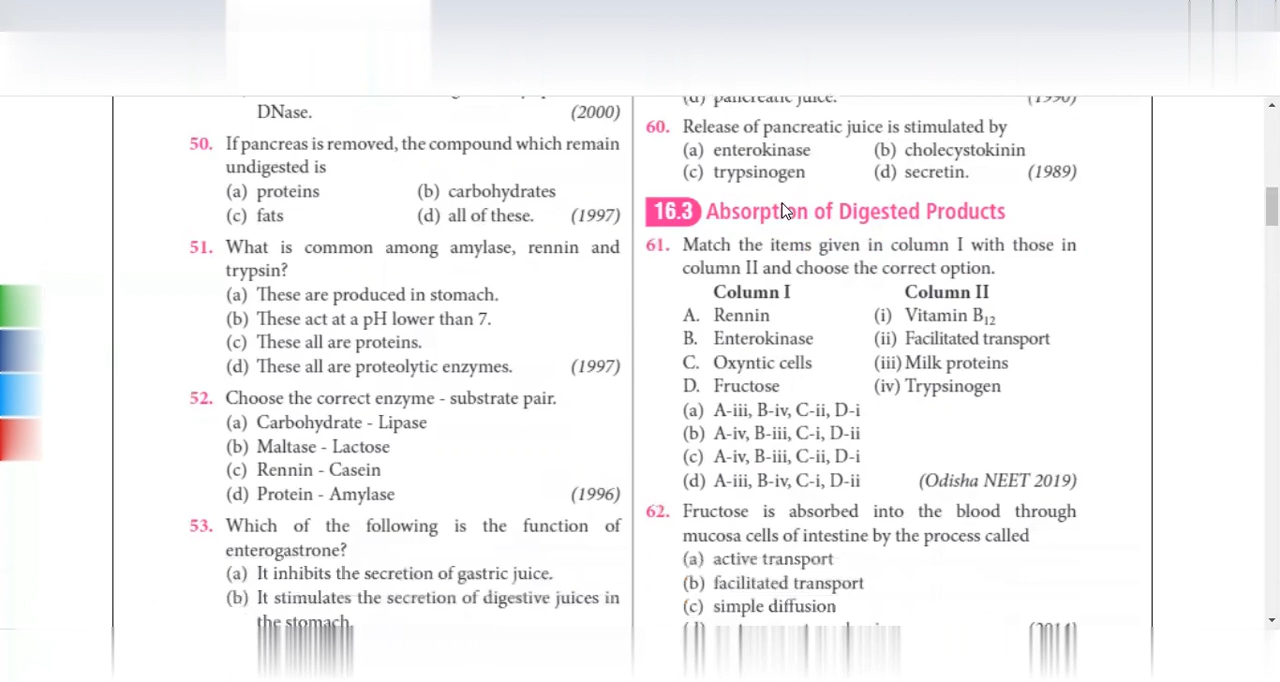 DNase. (2000)
50. If pancreas is removed, the compound which remain
undigested is
(a) proteins (b) carbohydrates
(c) fats (d) all of these. (1997)
51. What is common among amylase, rennin and
trypsin?
(a) These are produced in stomach.
(b) These act at a pH lower than 7.
(c) These all are proteins.
(d) These all are proteolytic enzymes. (1997)
52. Choose the correct enzyme - substrate pair.
(a) Carbohydrate - Lipase
(b) Maltase - Lactose
(c) Rennin - Casein
(d) Protein - Amylase (1996)
53. Which of the following is the function of
enterogastrone?
(a) It inhibits the secretion of gastric juice.
(b) It stimulates the secretion of digestive juices in
the stomach.
(d) pancreatic juice. (1990)
60. Release of pancreatic juice is stimulated by
(a) enterokinase (b) cholecystokinin
(c) trypsinogen (d) secretin. (1989)
16.3 Absorption of Digested Products
61. Match the items given in column I with those in
column II and choose the correct option.
Column I Column II
A. Rennin (i) Vitamin B12
B. Enterokinase (ii) Facilitated transport
C. Oxyntic cells (iii) Milk proteins
D. Fructose (iv) Trypsinogen
(a) A-iii, B-iv, C-ii, D-i
(b) A-iv, B-iii, C-i, D-ii
(c) A-iv, B-iii, C-ii, D-i
(d) A-iii, B-iv, C-i, D-ii (Odisha NEET 2019)
62. Fructose is absorbed into the blood through
mucosa cells of intestine by the process called
(a) active transport
(b) facilitated transport
(c) simple diffusion